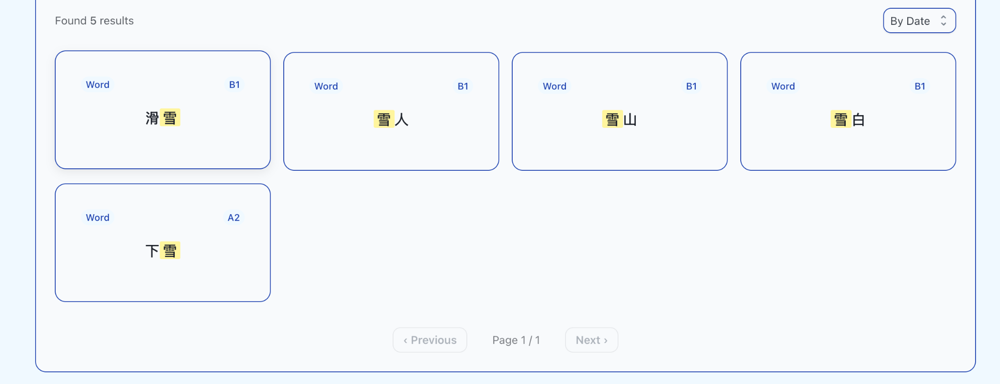 Found 5 results
By Date
Word B1
滑雪
Word B1
雪人
Word B1
雪山
Word B1
雪白
Word A2
下雪
‹ Previous
Page 1 / 1
Next ›